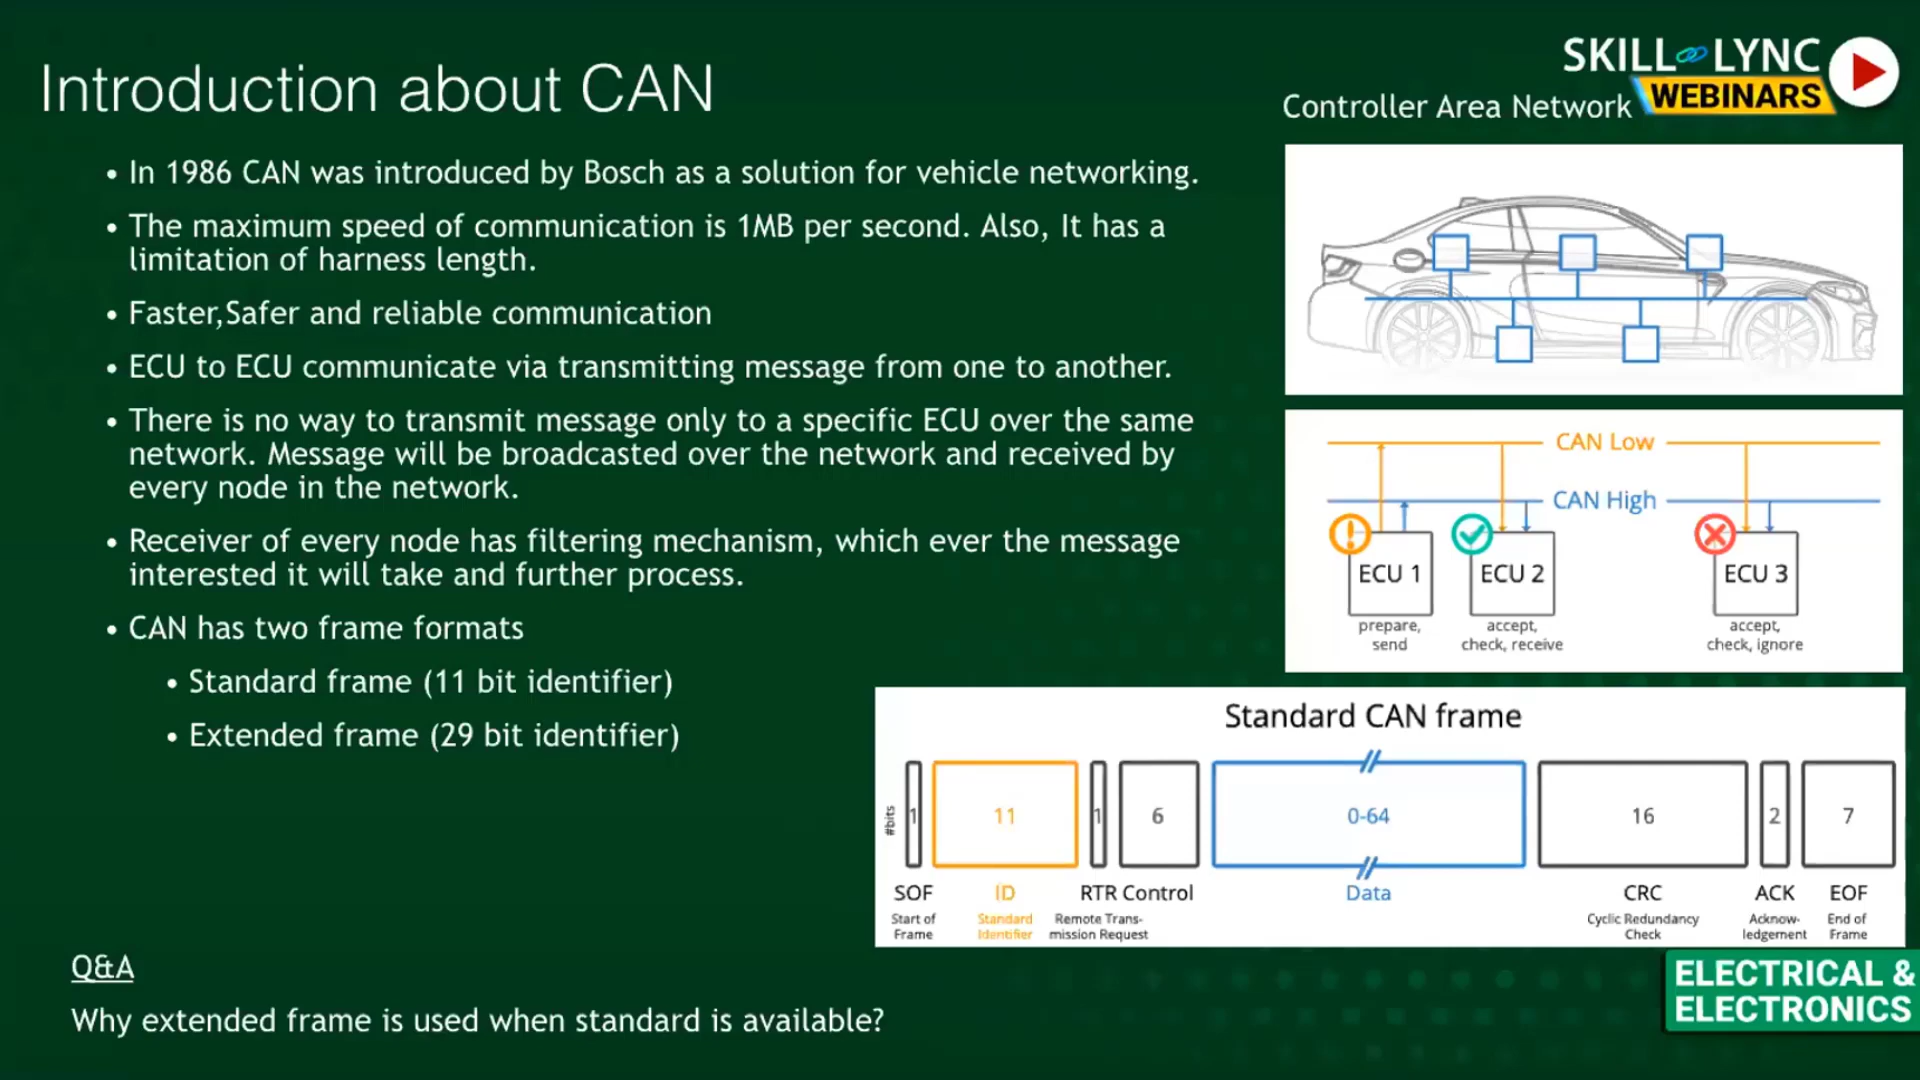 Introduction about CAN
SKILL LYNC
WEBINARS
Controller Area Network
• In 1986 CAN was introduced by Bosch as a solution for vehicle networking.
• The maximum speed of communication is 1MB per second. Also, It has a
limitation of harness length.
• Faster,Safer and reliable communication
• ECU to ECU communicate via transmitting message from one to another.
• There is no way to transmit message only to a specific ECU over the same
network. Message will be broadcasted over the network and received by
every node in the network.
• Receiver of every node has filtering mechanism, which ever the message
interested it will take and further process.
• CAN has two frame formats
• Standard frame (11 bit identifier)
• Extended frame (29 bit identifier)
CAN Low
CAN High
ECU 1 ECU 2 ECU 3
prepare, accept, accept,
send check, receive check, ignore
Standard CAN frame
#bits 1 11 1 6 0-64 16 2 7
SOF ID RTR Control Data CRC ACK EOF
Start of Standard Remote Trans- Cyclic Redundancy Acknow- End of
Frame Identifier mission Request Check ledgement Frame
Q&A
Why extended frame is used when standard is available?
ELECTRICAL &
ELECTRONICS